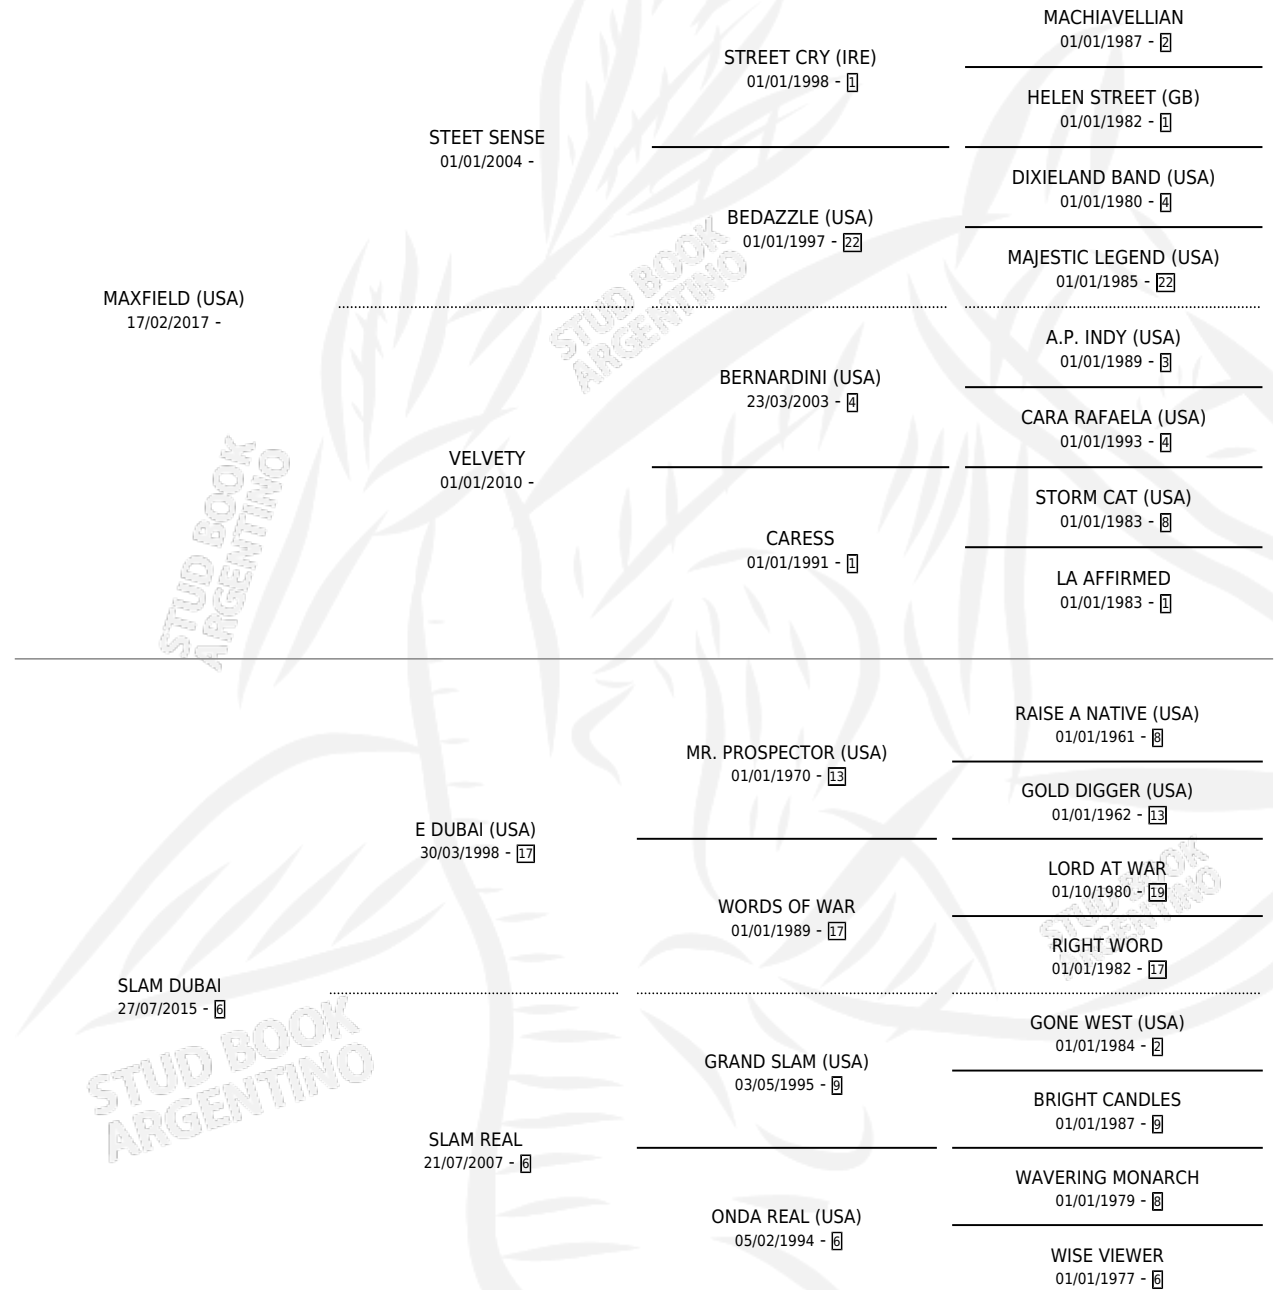 MACHIAVELLIAN
01/01/1987 - 2
STREET CRY (IRE)
01/01/1998 - 1
HELEN STREET (GB)
01/01/1982 - 1
STEET SENSE
01/01/2004 -
DIXIELAND BAND (USA)
01/01/1980 - 4
BEDAZZLE (USA)
01/01/1997 - 22
MAJESTIC LEGEND (USA)
01/01/1985 - 22
MAXFIELD (USA)
17/02/2017 -
A.P. INDY (USA)
01/01/1989 - 3
BERNARDINI (USA)
23/03/2003 - 4
CARA RAFAELA (USA)
01/01/1993 - 4
VELVETY
01/01/2010 -
STORM CAT (USA)
01/01/1983 - 8
CARESS
01/01/1991 - 1
LA AFFIRMED
01/01/1983 - 1
RAISE A NATIVE (USA)
01/01/1961 - 8
MR. PROSPECTOR (USA)
01/01/1970 - 13
GOLD DIGGER (USA)
01/01/1962 - 13
E DUBAI (USA)
30/03/1998 - 17
LORD AT WAR
01/10/1980 - 19
WORDS OF WAR
01/01/1989 - 17
RIGHT WORD
01/01/1982 - 17
SLAM DUBAI
27/07/2015 - 6
GONE WEST (USA)
01/01/1984 - 2
GRAND SLAM (USA)
03/05/1995 - 9
BRIGHT CANDLES
01/01/1987 - 9
SLAM REAL
21/07/2007 - 6
WAVERING MONARCH
01/01/1979 - 8
ONDA REAL (USA)
05/02/1994 - 6
WISE VIEWER
01/01/1977 - 6
STUD BOOK
ARGENTINO
STUD BOOK
ARGENTINO
STUD BOOK
ARGENTINO
STUD BOOK
ARGENTINO